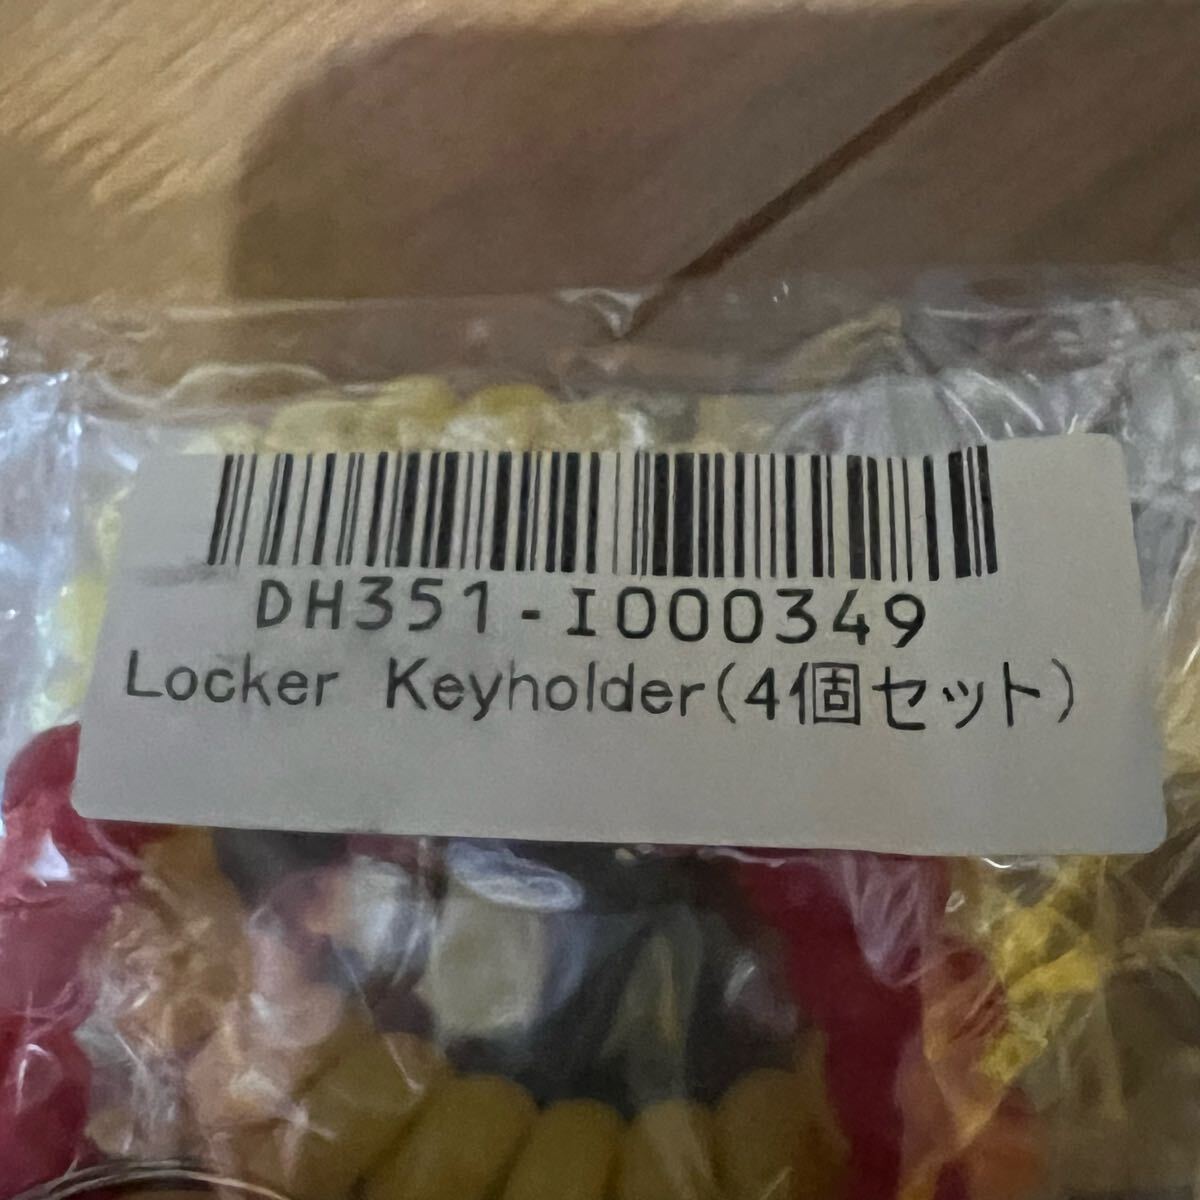 DH351-I000349
Locker Keyholder(4個セット)